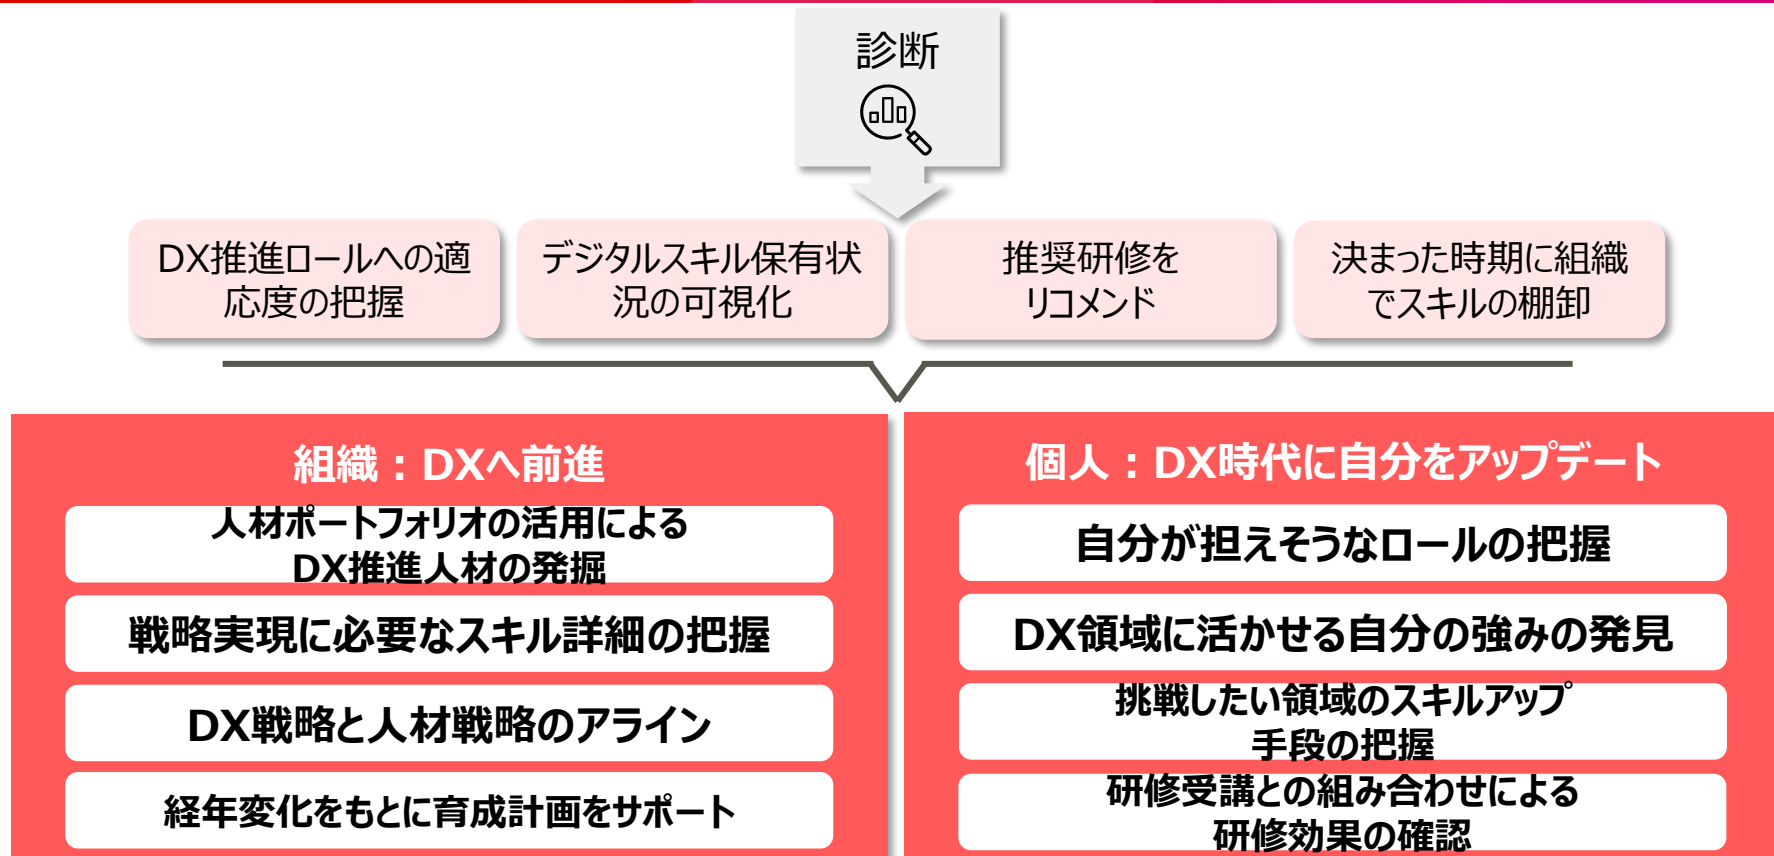 診断
DX推進ロールへの適
応度の把握
デジタルスキル保有状
況の可視化
推奨研修を
リコメンド
決まった時期に組織
でスキルの棚卸
組織：DXへ前進
人材ポートフォリオの活用による
DX推進人材の発掘
戦略実現に必要なスキル詳細の把握
DX戦略と人材戦略のアライン
経年変化をもとに育成計画をサポート
個人：DX時代に自分をアップデート
自分が担えそうなロールの把握
DX領域に活かせる自分の強みの発見
挑戦したい領域のスキルアップ
手段の把握
研修受講との組み合わせによる
研修効果の確認